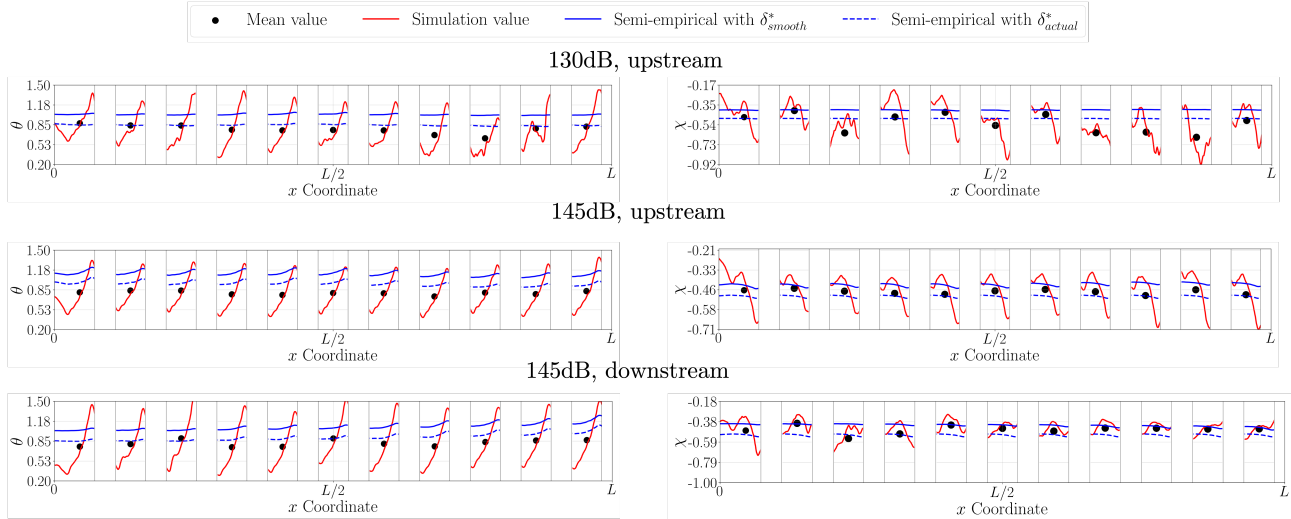 Mean value Simulation value Semi-empirical with δ*smooth Semi-empirical with δ*actual
130dB, upstream
1.50
1.18
0.85
0.53
0.20
θ
0 L/2 L
x Coordinate
-0.17
-0.35
-0.54
-0.73
-0.92
χ
0 L/2 L
x Coordinate
145dB, upstream
1.50
1.18
0.85
0.53
0.20
θ
0 L/2 L
x Coordinate
-0.21
-0.33
-0.46
-0.58
-0.71
χ
0 L/2 L
x Coordinate
145dB, downstream
1.50
1.18
0.85
0.53
0.20
θ
0 L/2 L
x Coordinate
-0.18
-0.38
-0.59
-0.79
-1.00
χ
0 L/2 L
x Coordinate